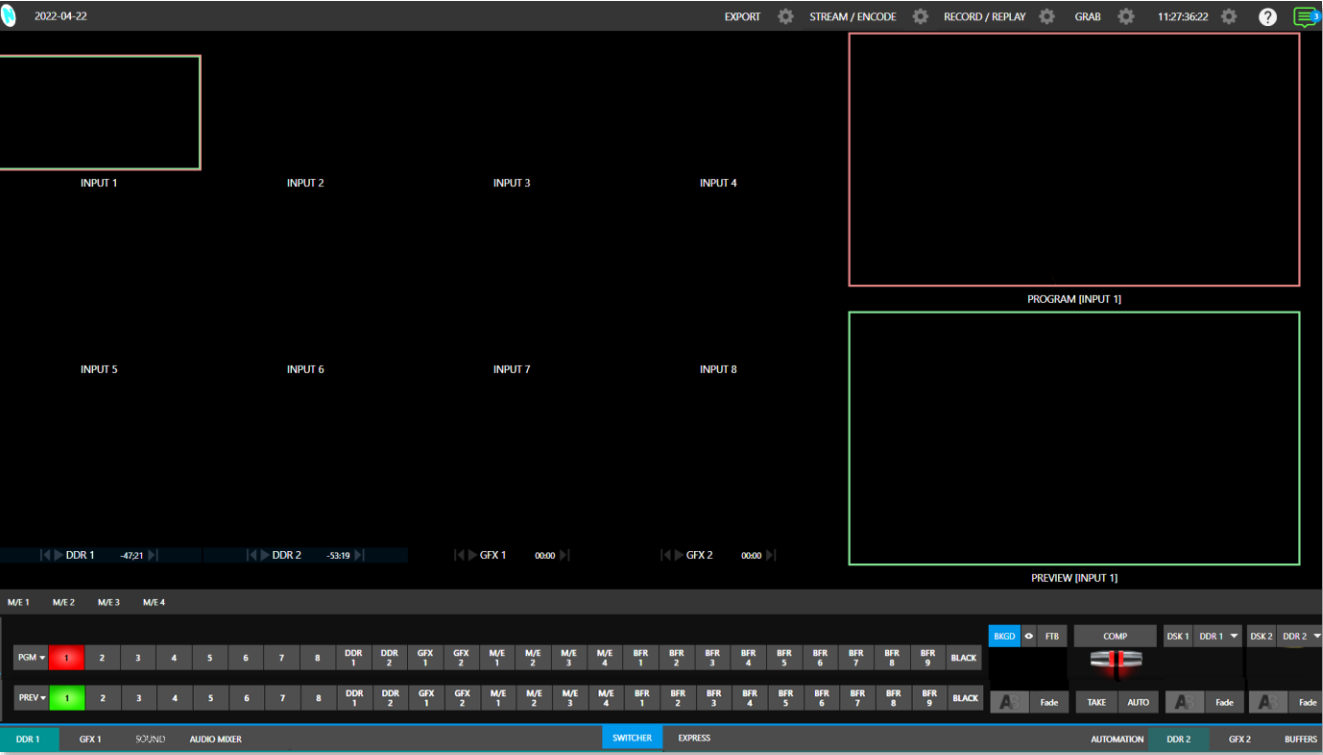 2022-04-22 EXPORT STREAM / ENCODE RECORD / REPLAY GRAB 11:27:36:22 ? 3
INPUT 1 INPUT 2 INPUT 3 INPUT 4
PROGRAM [INPUT 1]
INPUT 5 INPUT 6 INPUT 7 INPUT 8
DDR 1 -47;21 DDR 2 -53:19 GFX 1 00:00 GFX 2 00:00
PREVIEW [INPUT 1]
M/E 1 M/E 2 M/E 3 M/E 4
BKGD FTB COMP DSK 1 DDR 1 DSK 2 DDR 2
PGM 1 2 3 4 5 6 7 8 DDR 1 DDR 2 GFX 1 GFX 2 M/E 1 M/E 2 M/E 3 M/E 4 BFR 1 BFR 2 BFR 3 BFR 4 BFR 5 BFR 6 BFR 7 BFR 8 BFR 9 BLACK
PREV 1 2 3 4 5 6 7 8 DDR 1 DDR 2 GFX 1 GFX 2 M/E 1 M/E 2 M/E 3 M/E 4 BFR 1 BFR 2 BFR 3 BFR 4 BFR 5 BFR 6 BFR 7 BFR 8 BFR 9 BLACK Fade TAKE AUTO Fade Fade
DDR 1 GFX 1 SOUND AUDIO MIXER SWITCHER EXPRESS AUTOMATION DDR 2 GFX 2 BUFFERS